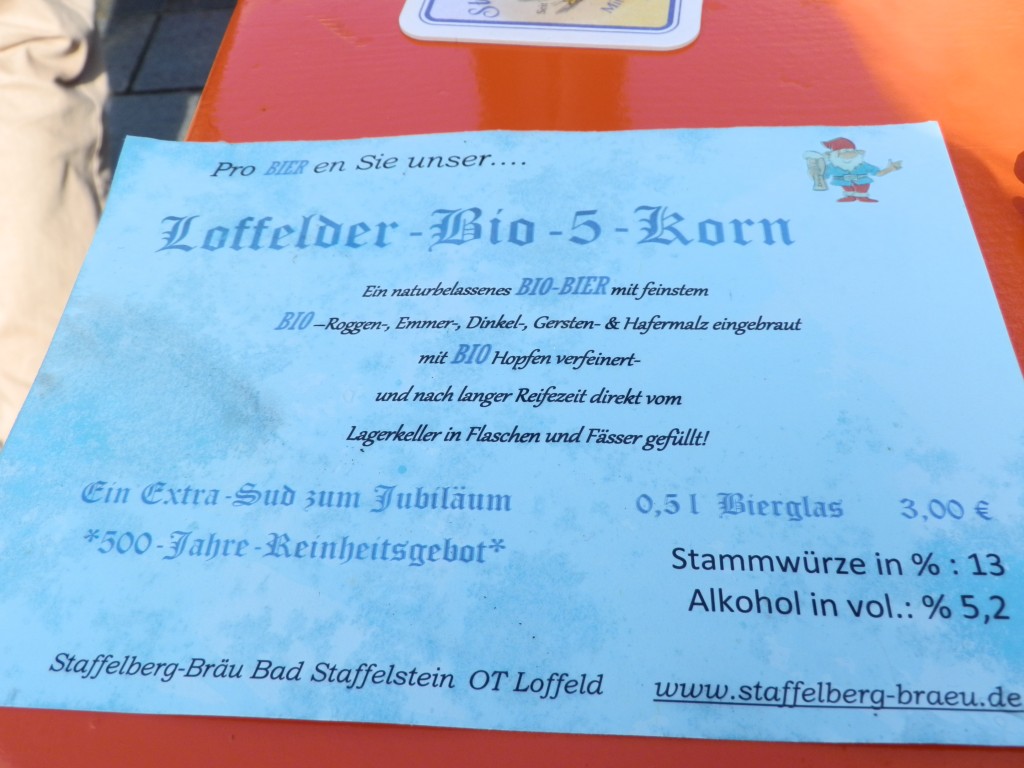 Pro BIER en Sie unser....
Loffelder-Bio-5-Korn
Ein naturbelassenes BIO-BIER mit feinstem
BIO–Roggen-, Emmer-, Dinkel-, Gersten- & Hafermalz eingebraut
mit BIO Hopfen verfeinert-
und nach langer Reifezeit direkt vom
Lagerkeller in Flaschen und Fässer gefüllt!
Ein Extra-Sud zum Jubiläum
*500-Jahre-Reinheitsgebot*
0,5 l Bierglas 3,00 €
Stammwürze in % : 13
Alkohol in vol.: % 5,2
Staffelberg-Bräu Bad Staffelstein OT Loffeld
www.staffelberg-braeu.de